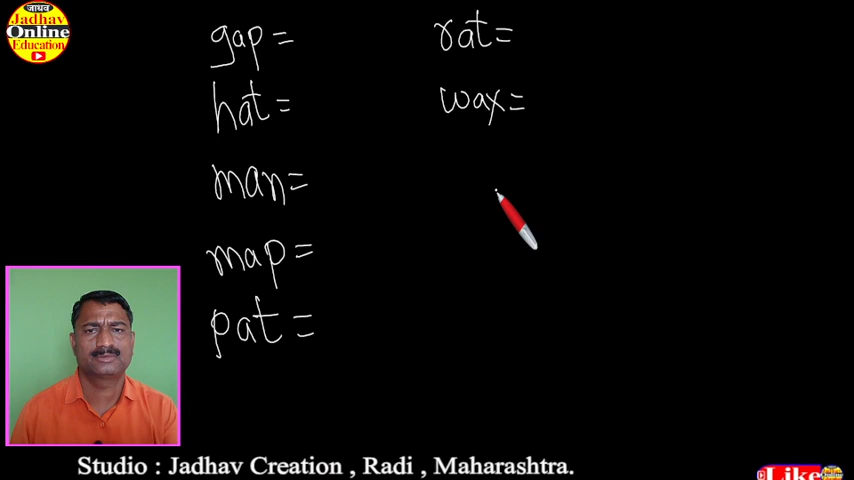 जाधव
Jadhav
Online
Education
gap =
hat =
man =
map =
pat =
rat =
wax =
Studio : Jadhav Creation , Radi , Maharashtra.
Like